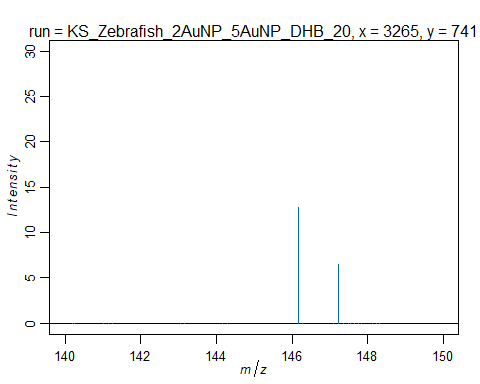 run = KS_Zebrafish_2AuNP_5AuNP_DHB_20, x = 3265, y = 741
30
25
20
15
10
5
0
Intensity
140 142 144 146 148 150
m/z